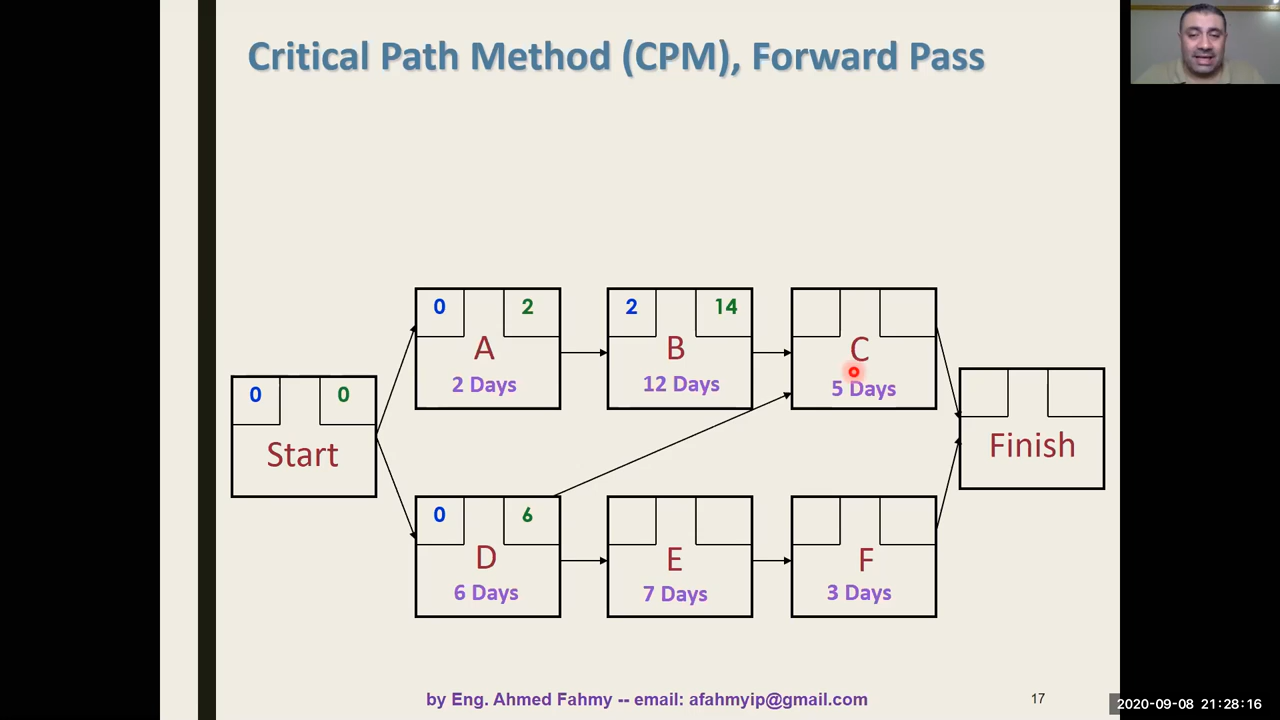 Critical Path Method (CPM), Forward Pass
0 2
A
2 Days
2 14
B
12 Days
C
5 Days
0 0
Start
Finish
0 6
D
6 Days
E
7 Days
F
3 Days
by Eng. Ahmed Fahmy -- email: afahmyip@gmail.com
17
2020-09-08 21:28:16